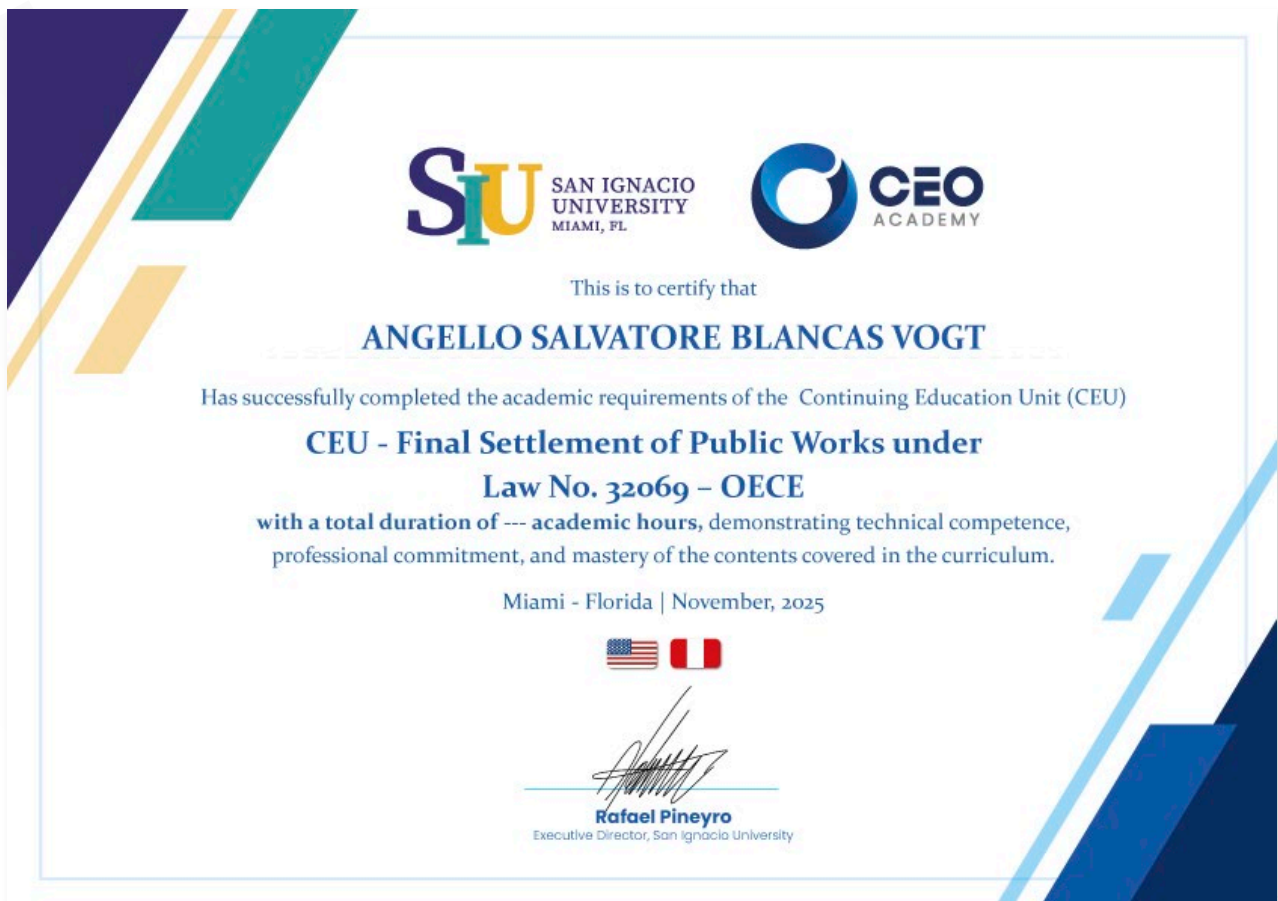 SIU
SAN IGNACIO
UNIVERSITY
MIAMI, FL
CEO
ACADEMY
This is to certify that
ANGELLO SALVATORE BLANCAS VOGT
Has successfully completed the academic requirements of the Continuing Education Unit (CEU)
CEU - Final Settlement of Public Works under
Law No. 32069 – OECE
with a total duration of --- academic hours, demonstrating technical competence,
professional commitment, and mastery of the contents covered in the curriculum.
Miami - Florida | November, 2025
Rafael Pineyro
Executive Director, San Ignacio University